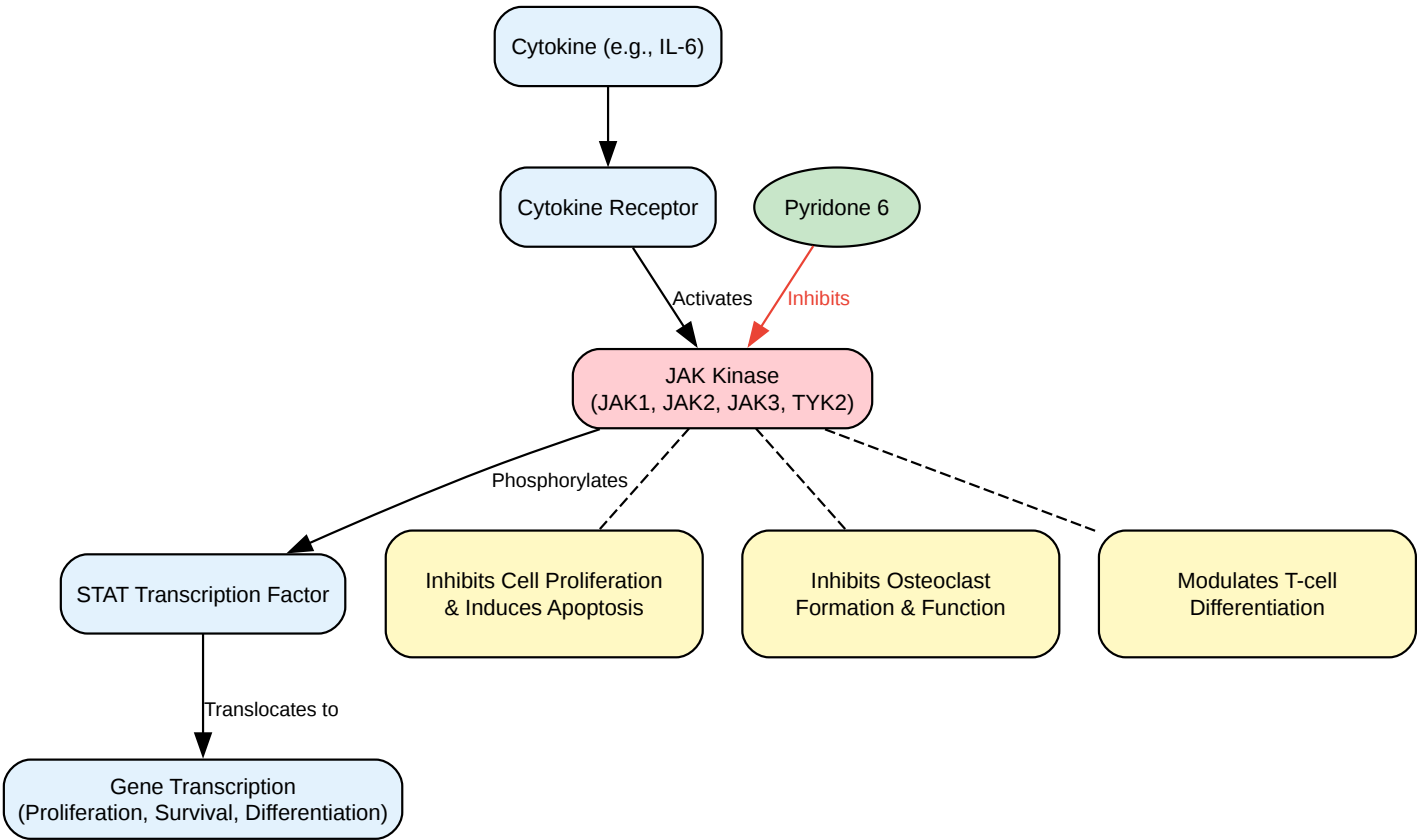 Cytokine (e.g., IL-6)
Cytokine Receptor
Pyridone 6
Activates
Inhibits
JAK Kinase
(JAK1, JAK2, JAK3, TYK2)
Phosphorylates
STAT Transcription Factor
Inhibits Cell Proliferation
& Induces Apoptosis
Inhibits Osteoclast
Formation & Function
Modulates T-cell
Differentiation
Translocates to
Gene Transcription
(Proliferation, Survival, Differentiation)